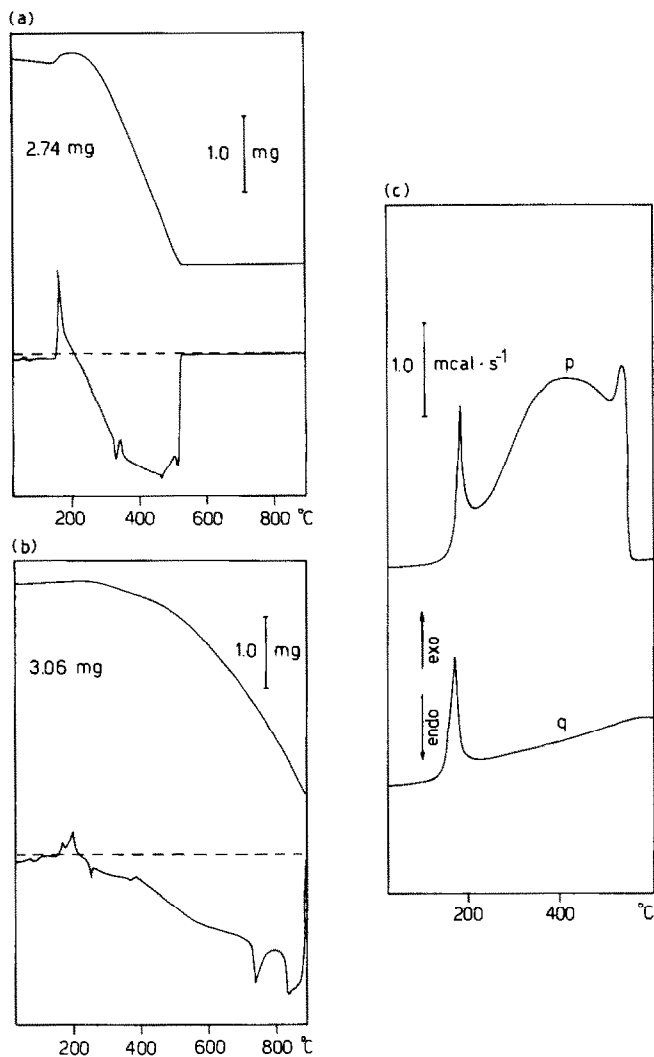 (a)
2.74 mg
1.0 mg
200 400 600 800 °C
(b)
3.06 mg
1.0 mg
200 400 600 800 °C
(c)
1.0 mcal·s⁻¹
p
exo
endo
q
200 400 °C